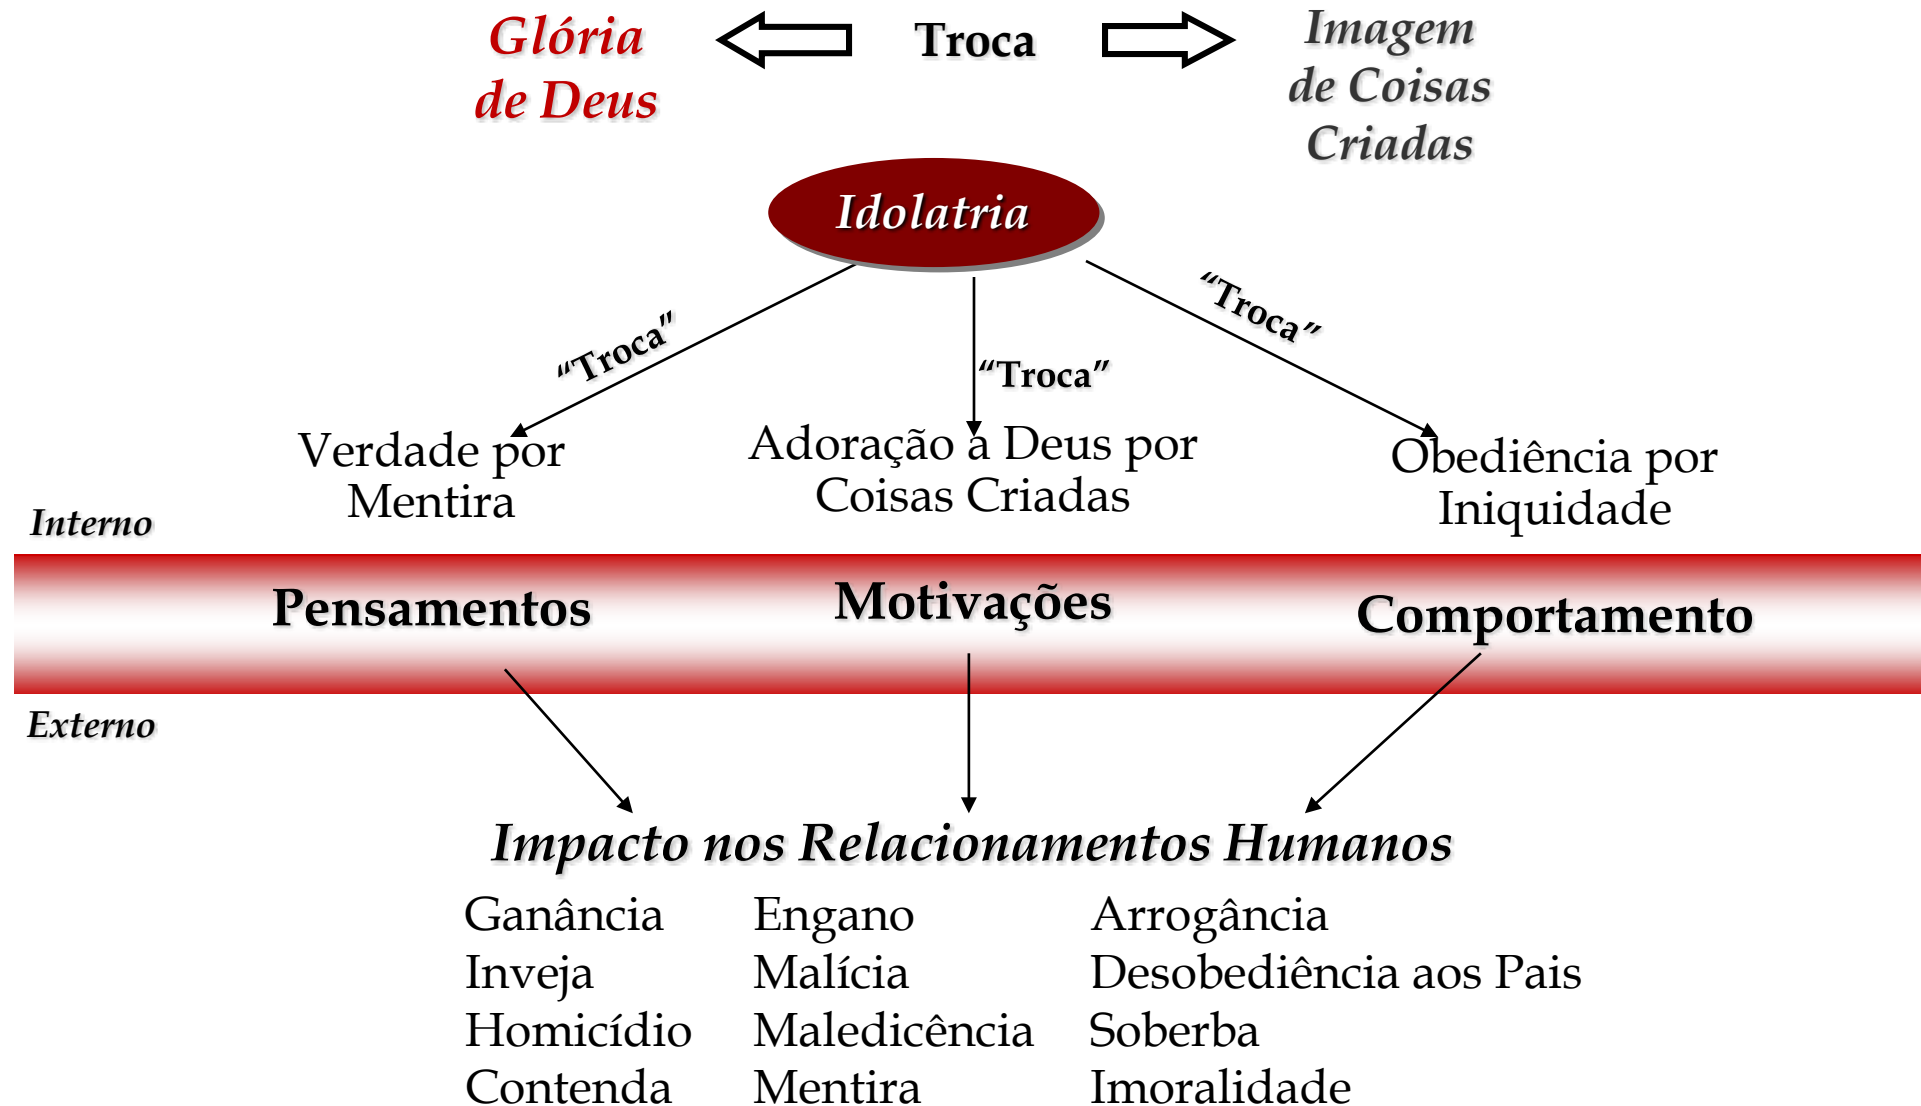 Glória
de Deus
Troca
Imagem
de Coisas
Criadas
Idolatria
“Troca”
“Troca”
“Troca”
Verdade por
Mentira
Adoração a Deus por
Coisas Criadas
Obediência por
Iniquidade
Interno
Pensamentos
Motivações
Comportamento
Externo
Impacto nos Relacionamentos Humanos
Ganância Engano Arrogância
Inveja Malícia Desobediência aos Pais
Homicídio Maledicência Soberba
Contenda Mentira Imoralidade